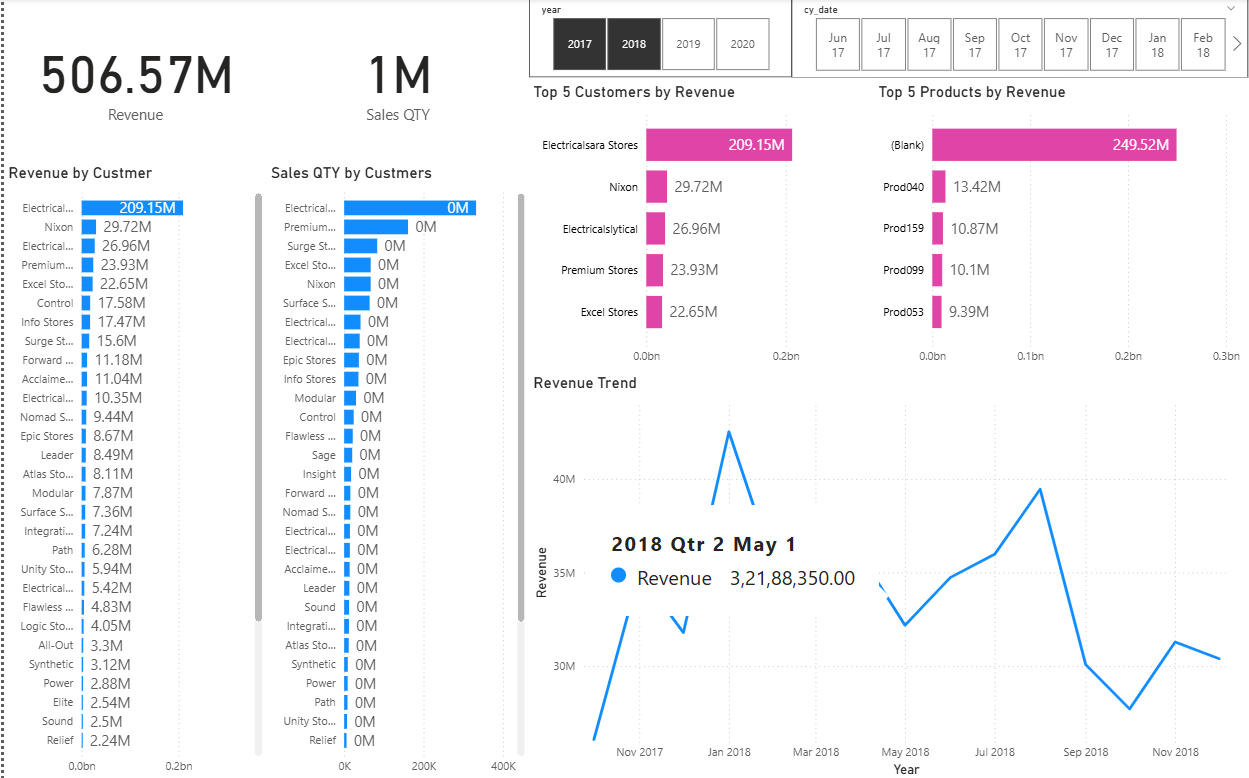 year
2017
2018
2019
2020
cy_date
Jun 17
Jul 17
Aug 17
Sep 17
Oct 17
Nov 17
Dec 17
Jan 18
Feb 18
506.57M
Revenue
1M
Sales QTY
Revenue by Custmer
Electrical... 209.15M
Nixon 29.72M
Electrical... 26.96M
Premium... 23.93M
Excel Sto... 22.65M
Control 17.58M
Info Stores 17.47M
Surge St... 15.6M
Forward ... 11.18M
Acclaime... 11.04M
Electrical... 10.35M
Nomad S... 9.44M
Epic Stores 8.67M
Leader 8.49M
Atlas Sto... 8.11M
Modular 7.87M
Surface S... 7.36M
Integrati... 7.24M
Path 6.28M
Unity Sto... 5.94M
Electrical... 5.42M
Flawless ... 4.83M
Logic Sto... 4.05M
All-Out 3.3M
Synthetic 3.12M
Power 2.88M
Elite 2.54M
Sound 2.5M
Relief 2.24M
0.0bn 0.2bn
Sales QTY by Custmers
Electrical... 0M
Premium... 0M
Surge St... 0M
Excel Sto... 0M
Nixon 0M
Surface S... 0M
Electrical... 0M
Electrical... 0M
Epic Stores 0M
Info Stores 0M
Modular 0M
Control 0M
Flawless ... 0M
Sage 0M
Insight 0M
Forward ... 0M
Nomad S... 0M
Electrical... 0M
Electrical... 0M
Acclaime... 0M
Leader 0M
Sound 0M
Integrati... 0M
Atlas Sto... 0M
Synthetic 0M
Power 0M
Path 0M
Unity Sto... 0M
Relief 0M
0K 200K 400K
Top 5 Customers by Revenue
Electricalsara Stores 209.15M
Nixon 29.72M
Electricalslytical 26.96M
Premium Stores 23.93M
Excel Stores 22.65M
0.0bn 0.2bn
Top 5 Products by Revenue
(Blank) 249.52M
Prod040 13.42M
Prod159 10.87M
Prod099 10.1M
Prod053 9.39M
0.0bn 0.1bn 0.2bn 0.3bn
Revenue Trend
Revenue
40M
35M
30M
2018 Qtr 2 May 1
Revenue 3,21,88,350.00
Nov 2017 Jan 2018 Mar 2018 May 2018 Jul 2018 Sep 2018 Nov 2018
Year